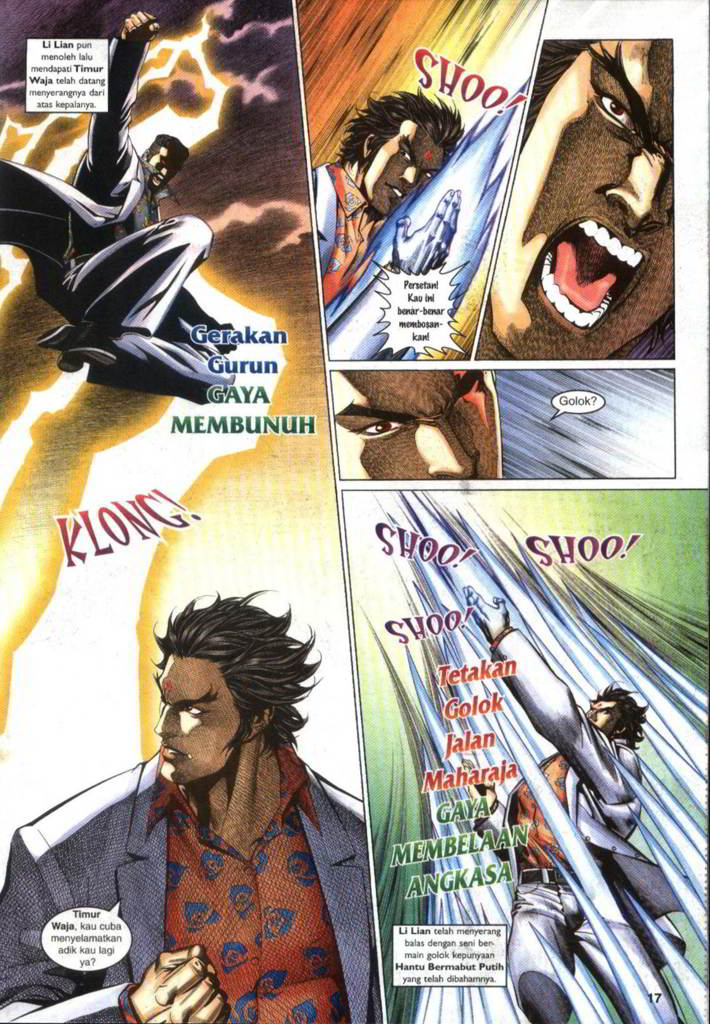 Li Lian pun
menoleh lalu
mendapati Timur
Waja telah datang
menyerangnya dari
atas kepalanya.
Gerakan
Gurun
GAYA
MEMBUNUH
KLONG!
Timur
Waja, kau cuba
menyelamatkan
adik kau lagi
ya?
SHOO!
Persetan!
Kau ini
benar-benar
membosan-
kan!
Golok?
SHOO!
SHOO!
SHOO!
Tetakan
Golok
Jalan
Maharaja
GAYA
MEMBELAAN
ANGKASA
Li Lian telah menyerang
balas dengan seni ber-
main golok kepunyaan
Hantu Bermabut Putih
yang telah dibahamnya.
17